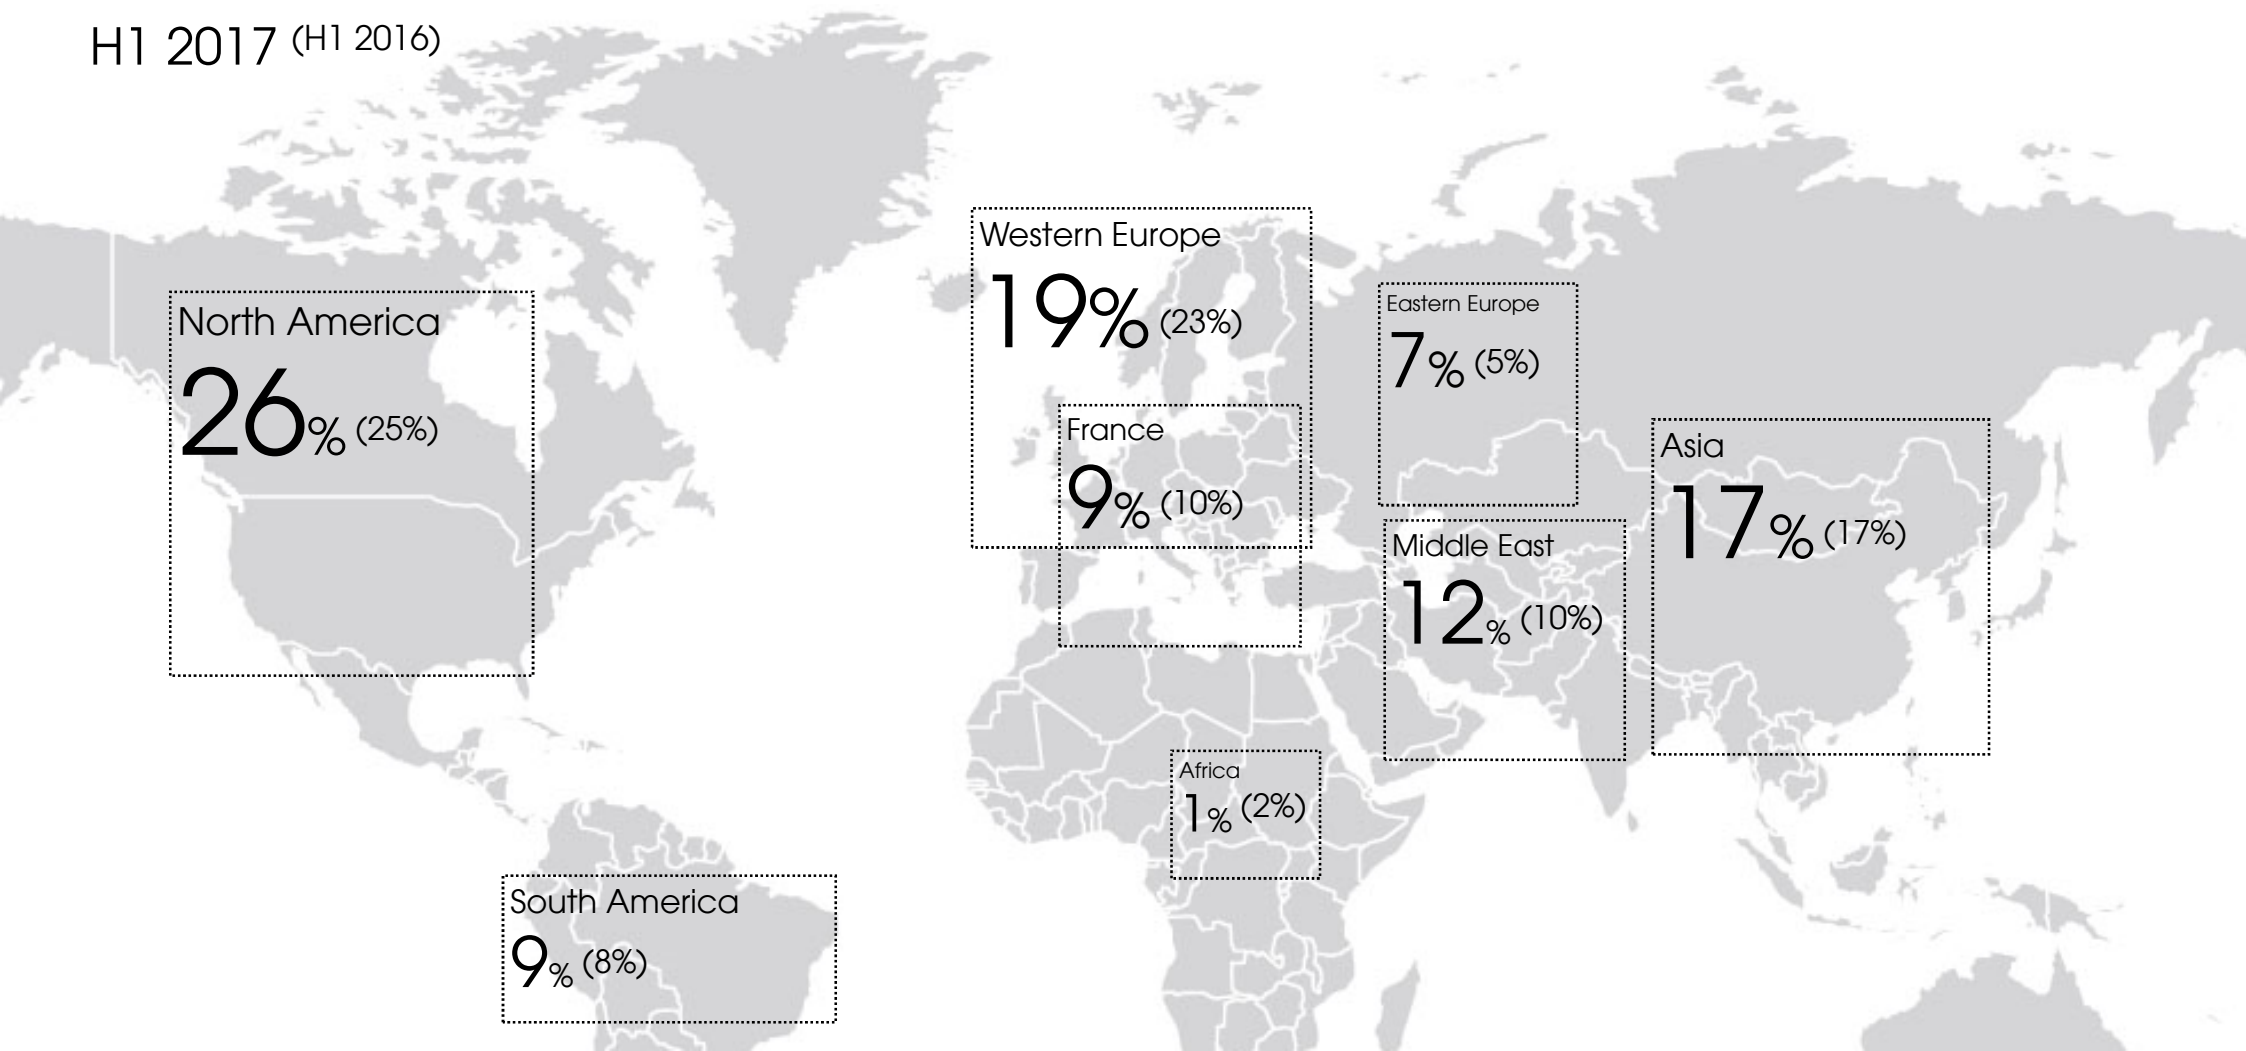 H1 2017 (H1 2016)
Western Europe
19% (23%)
North America
26% (25%)
Eastern Europe
7% (5%)
France
9% (10%)
Asia
17% (17%)
Middle East
12% (10%)
Africa
1% (2%)
South America
9% (8%)